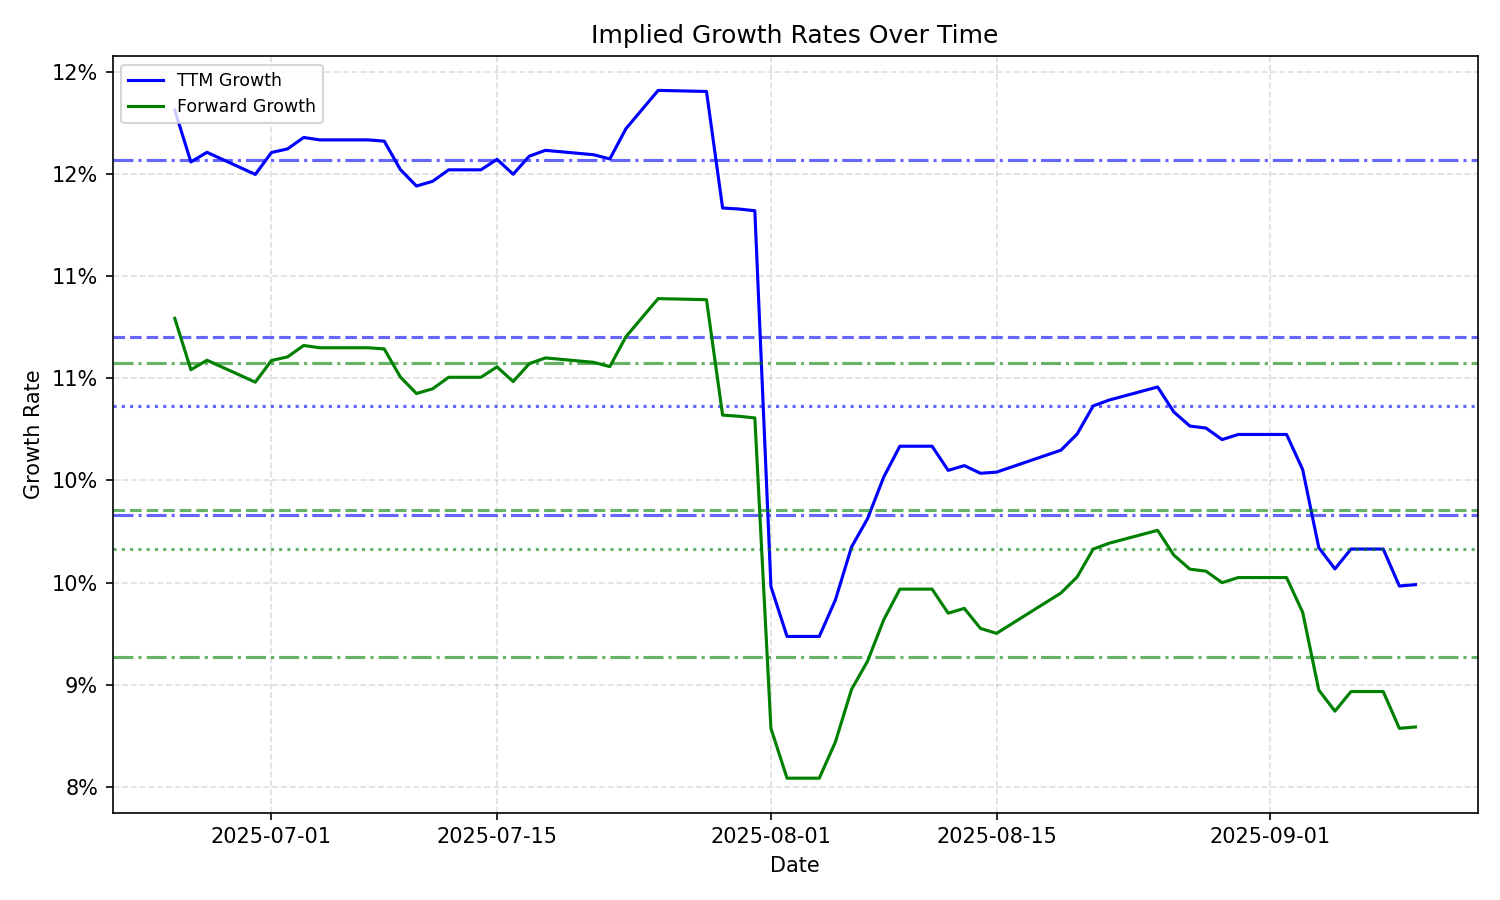 Implied Growth Rates Over Time
TTM Growth
Forward Growth
12%
12%
11%
11%
10%
10%
9%
8%
Growth Rate
2025-07-01
2025-07-15
2025-08-01
2025-08-15
2025-09-01
Date